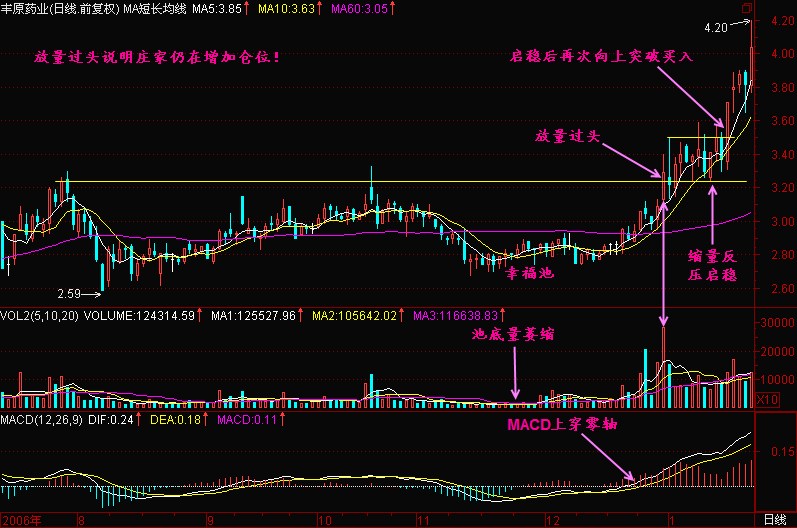 丰原药业(日线.前复权) MA短长均线 MA5:3.85↑ MA10:3.63↑ MA60:3.05↑
4.20
4.20
放量过头说明庄家仍在增加仓位!
启稳后再次向上突破买入
4.00
3.80
3.60
放量过头
3.40
3.20
3.00
缩量反
压启稳
2.80
幸福池
2.59
2.60
VOL2(5,10,20) VOLUME:124314.59↑ MA1:125527.96↑ MA2:105642.02↑ MA3:116638.83↑
30000
池底量萎缩
20000
10000
X10
MACD(12,26,9) DIF:0.24↑ DEA:0.18↑ MACD:0.11↑
MACD上穿零轴
0.15
2006年 8 9 10 11 12 1 日线